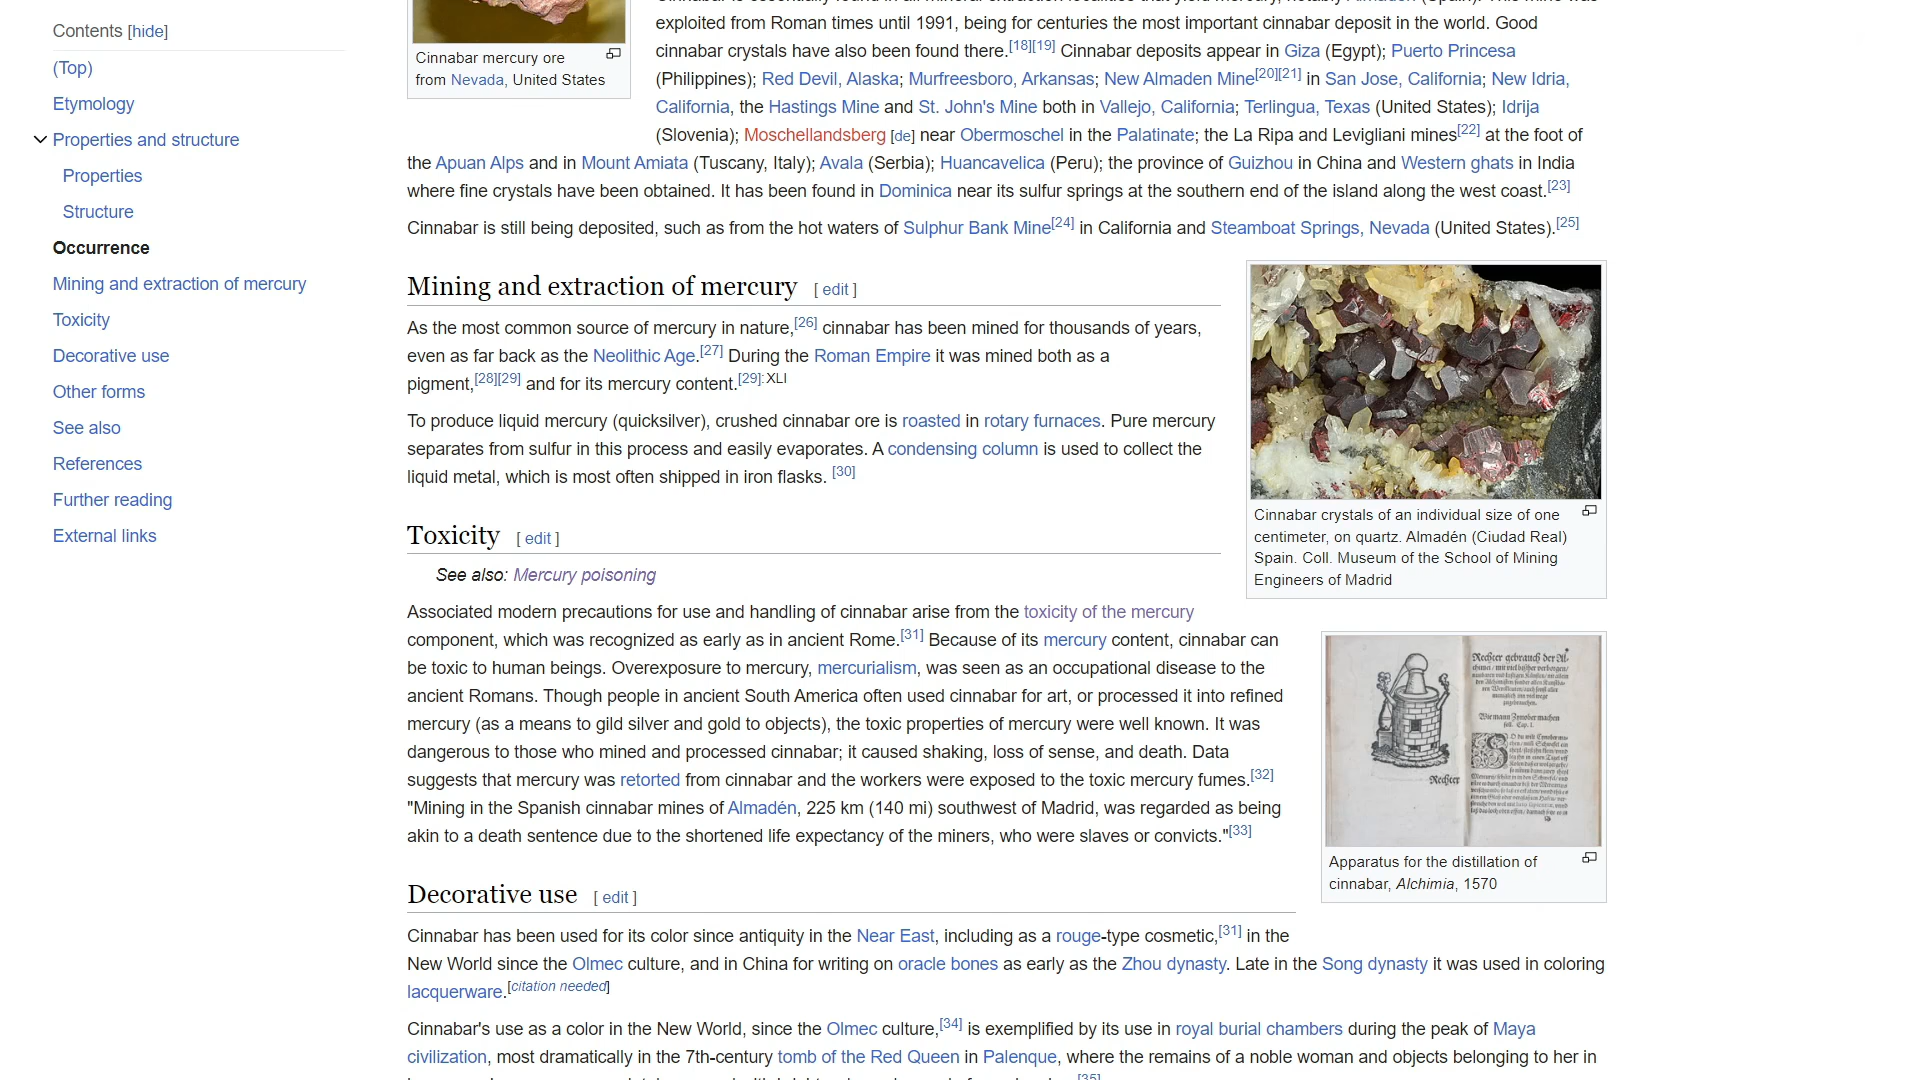 Contents [hide]
(Top)
Etymology
Properties and structure
Properties
Structure
Occurrence
Mining and extraction of mercury
Toxicity
Decorative use
Other forms
See also
References
Further reading
External links
Cinnabar mercury ore
from Nevada, United States
exploited from Roman times until 1991, being for centuries the most important cinnabar deposit in the world. Good
cinnabar crystals have also been found there.[18][19] Cinnabar deposits appear in Giza (Egypt); Puerto Princesa
(Philippines); Red Devil, Alaska; Murfreesboro, Arkansas; New Almaden Mine[20][21] in San Jose, California; New Idria,
California, the Hastings Mine and St. John's Mine both in Vallejo, California; Terlingua, Texas (United States); Idrija
(Slovenia); Moschellandsberg [de] near Obermoschel in the Palatinate; the La Ripa and Levigliani mines[22] at the foot of
the Apuan Alps and in Mount Amiata (Tuscany, Italy); Avala (Serbia); Huancavelica (Peru); the province of Guizhou in China and Western ghats in India
where fine crystals have been obtained. It has been found in Dominica near its sulfur springs at the southern end of the island along the west coast.[23]
Cinnabar is still being deposited, such as from the hot waters of Sulphur Bank Mine[24] in California and Steamboat Springs, Nevada (United States).[25]
Mining and extraction of mercury [ edit ]
As the most common source of mercury in nature,[26] cinnabar has been mined for thousands of years,
even as far back as the Neolithic Age.[27] During the Roman Empire it was mined both as a
pigment,[28][29] and for its mercury content.[29]: XLI
To produce liquid mercury (quicksilver), crushed cinnabar ore is roasted in rotary furnaces. Pure mercury
separates from sulfur in this process and easily evaporates. A condensing column is used to collect the
liquid metal, which is most often shipped in iron flasks. [30]
Cinnabar crystals of an individual size of one
centimeter, on quartz. Almadén (Ciudad Real)
Spain. Coll. Museum of the School of Mining
Engineers of Madrid
Toxicity [ edit ]
See also: Mercury poisoning
Associated modern precautions for use and handling of cinnabar arise from the toxicity of the mercury
component, which was recognized as early as in ancient Rome.[31] Because of its mercury content, cinnabar can
be toxic to human beings. Overexposure to mercury, mercurialism, was seen as an occupational disease to the
ancient Romans. Though people in ancient South America often used cinnabar for art, or processed it into refined
mercury (as a means to gild silver and gold to objects), the toxic properties of mercury were well known. It was
dangerous to those who mined and processed cinnabar; it caused shaking, loss of sense, and death. Data
suggests that mercury was retorted from cinnabar and the workers were exposed to the toxic mercury fumes.[32]
"Mining in the Spanish cinnabar mines of Almadén, 225 km (140 mi) southwest of Madrid, was regarded as being
akin to a death sentence due to the shortened life expectancy of the miners, who were slaves or convicts."[33]
Rechter gebrauch der Al-
Rechter
Apparatus for the distillation of
cinnabar, Alchimia, 1570
Decorative use [ edit ]
Cinnabar has been used for its color since antiquity in the Near East, including as a rouge-type cosmetic,[31] in the
New World since the Olmec culture, and in China for writing on oracle bones as early as the Zhou dynasty. Late in the Song dynasty it was used in coloring
lacquerware.[citation needed]
Cinnabar's use as a color in the New World, since the Olmec culture,[34] is exemplified by its use in royal burial chambers during the peak of Maya
civilization, most dramatically in the 7th-century tomb of the Red Queen in Palenque, where the remains of a noble woman and objects belonging to her in
[35]